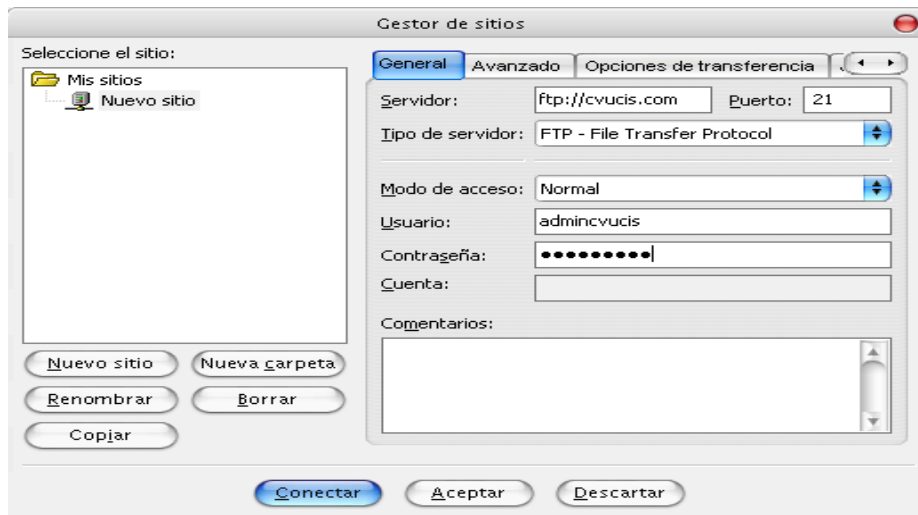 Gestor de sitios
Seleccione el sitio:
Mis sitios
Nuevo sitio
Nuevo sitio
Nueva carpeta
Renombrar
Borrar
Copiar
General
Avanzado
Opciones de transferencia
Servidor:
ftp://cvucis.com
Puerto:
21
Tipo de servidor:
FTP - File Transfer Protocol
Modo de acceso:
Normal
Usuario:
admincvucis
Contraseña:
●●●●●●●●●
Cuenta:
Comentarios:
Conectar
Aceptar
Descartar